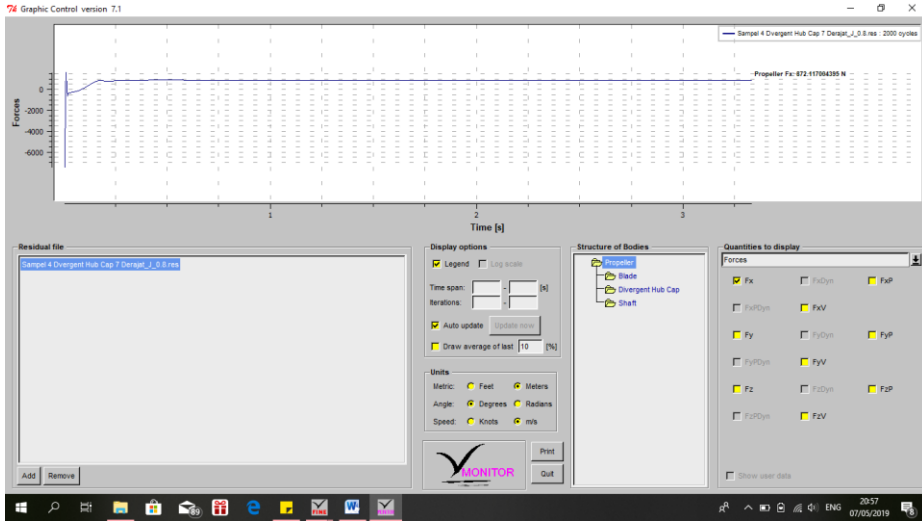 Graphic Control version 7.1
Sampel 4 Dvergent Hub Cap 7 Derajat_J_0.8.res : 2000 cycles
Propeller Fx: 872.117004395 N
Forces
0
-2000
-4000
-6000
1
2
3
Time [s]
Residual file
Sampel 4 Dvergent Hub Cap 7 Derajat_J_0.8.res
Add Remove
Display options
Legend Log scale
Time span: - [s]
Iterations: -
Auto update Update now
Draw average of last 10 [%]
Units
Metric: Feet Meters
Angle: Degrees Radians
Speed: Knots m/s
MONITOR
Print
Quit
Structure of Bodies
Propeller
Blade
Divergent Hub Cap
Shaft
Quantities to display
Forces
Fx FxDyn FxP
FxPDyn FxV
Fy FyDyn FyP
FyPDyn FyV
Fz FzDyn FzP
FzPDyn FzV
Show user data
89
FINE
ENG
20:57
07/05/2019